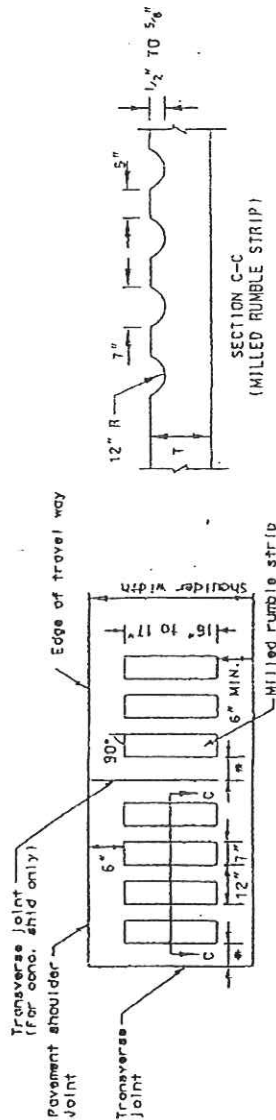 Transverse joint
(for conc. shld only)
Pavement shoulder
joint
Transverse
joint
Edge of travel way
6"
90°
C
C
12"
7"
*
*
shoulder width
16" to 17"
6" MIN.
Milled rumble strip
12" R
7"
5"
1/2" TO 5/8"
T
SECTION C-C
(MILLED RUMBLE STRIP)